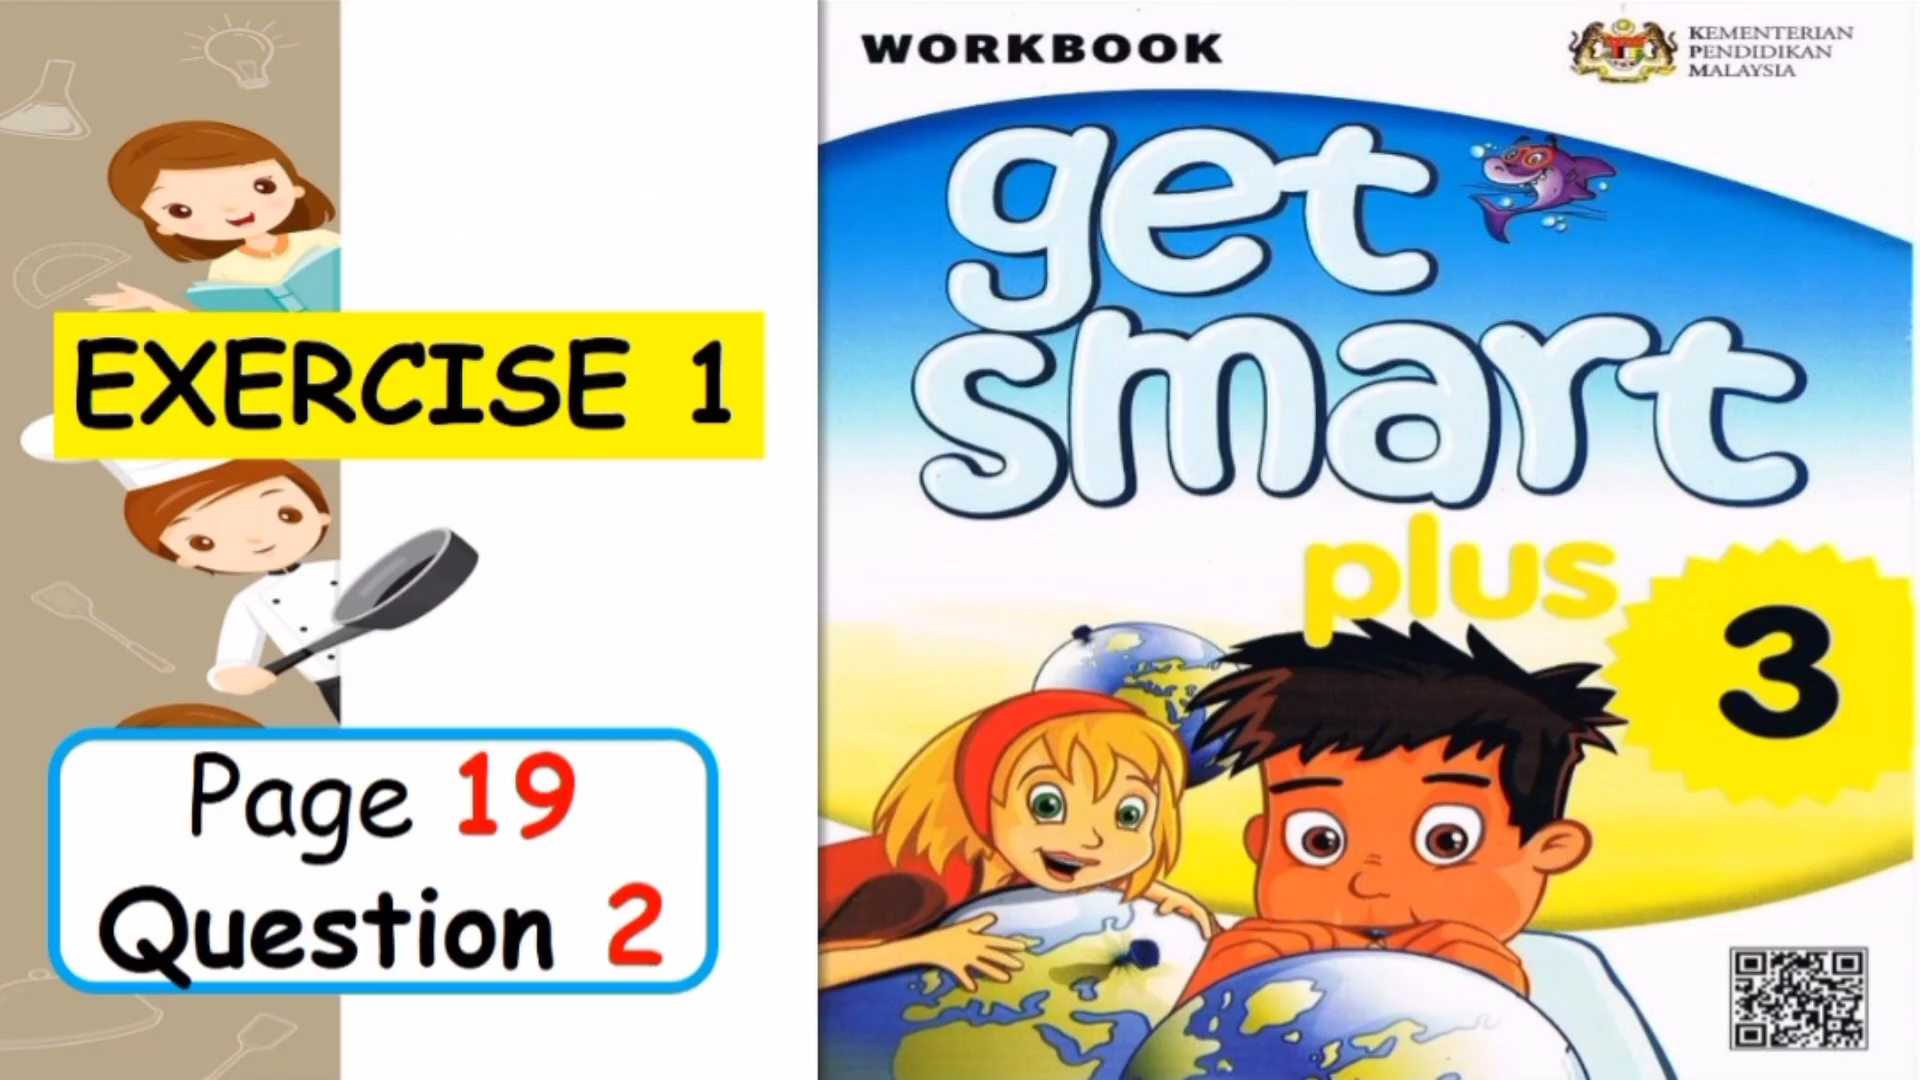 EXERCISE 1
Page 19
Question 2
WORKBOOK
KEMENTERIAN
PENDIDIKAN
MALAYSIA
get
smart
plus
3